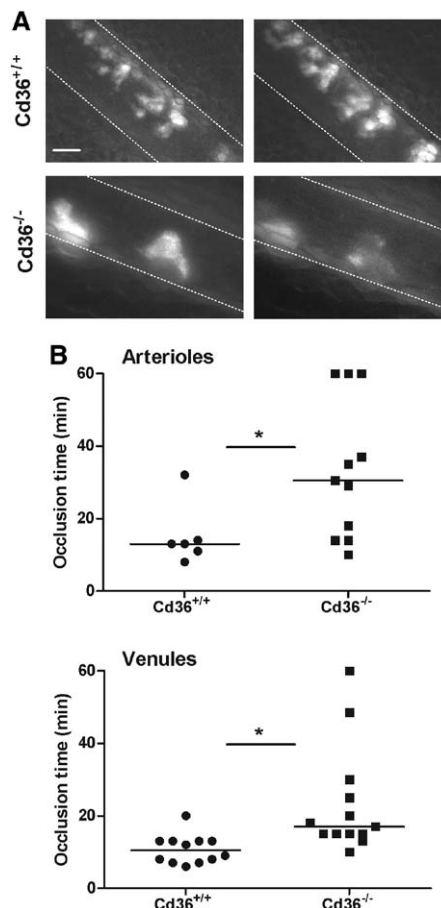 A
Cd36+/+
Cd36-/-
B
Arterioles
Occlusion time (min)
60
40
20
0
*
Cd36+/+
Cd36-/-
Venules
Occlusion time (min)
60
40
20
0
*
Cd36+/+
Cd36-/-